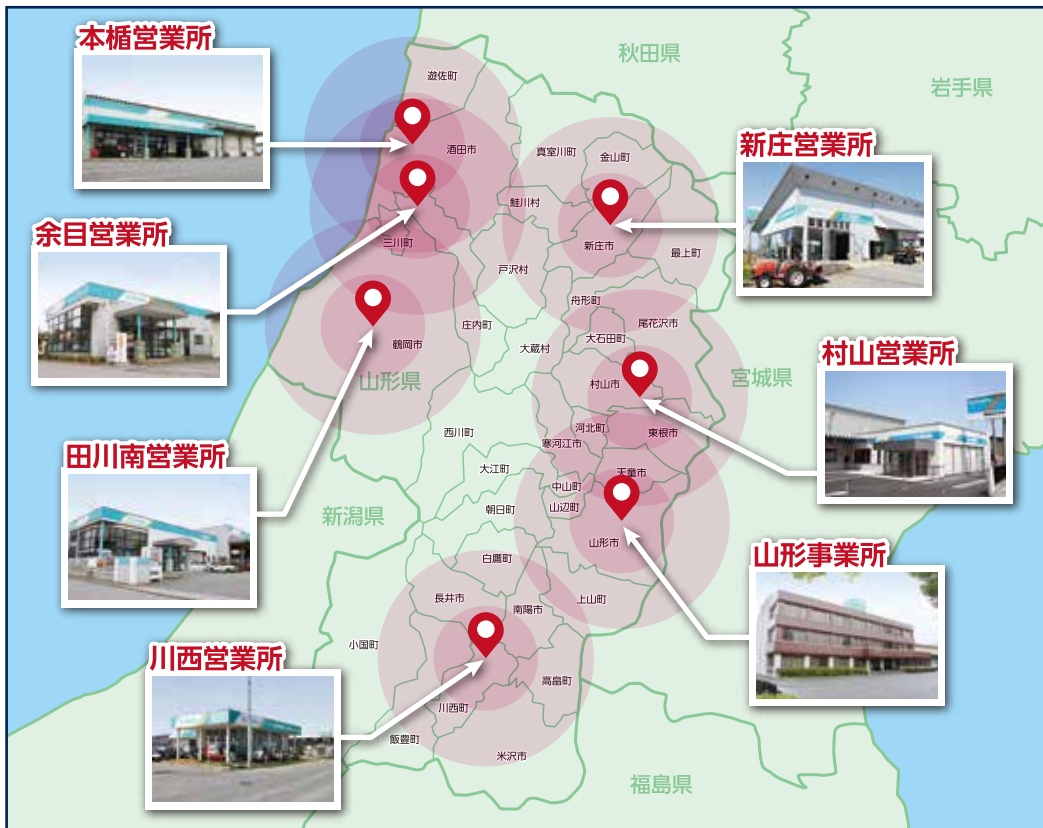 本楯営業所
秋田県
遊佐町
岩手県
新庄営業所
酒田市
真室川町
金山町
余目営業所
鮭川村
三川町
新庄市
最上町
戸沢村
舟形町
庄内町
尾花沢市
大石田町
鶴岡市
大蔵村
村山営業所
山形県
村山市
宮城県
河北町
西川町
東根市
寒河江市
田川南営業所
大江町
天童市
中山町
朝日町
山辺町
新潟県
山形市
山形事業所
白鷹町
長井市
南陽市
上山町
小国町
川西営業所
高畠町
川西町
飯豊町
米沢市
福島県